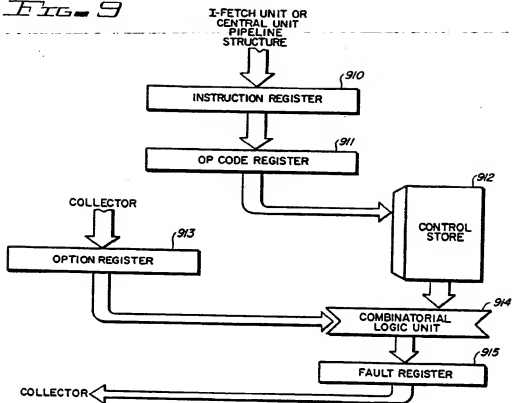 FIG. 9
I-FETCH UNIT OR
CENTRAL UNIT
PIPELINE
STRUCTURE
910
INSTRUCTION REGISTER
911
OP CODE REGISTER
912
COLLECTOR
CONTROL
STORE
913
OPTION REGISTER
914
COMBINATORIAL
LOGIC UNIT
915
FAULT REGISTER
COLLECTOR